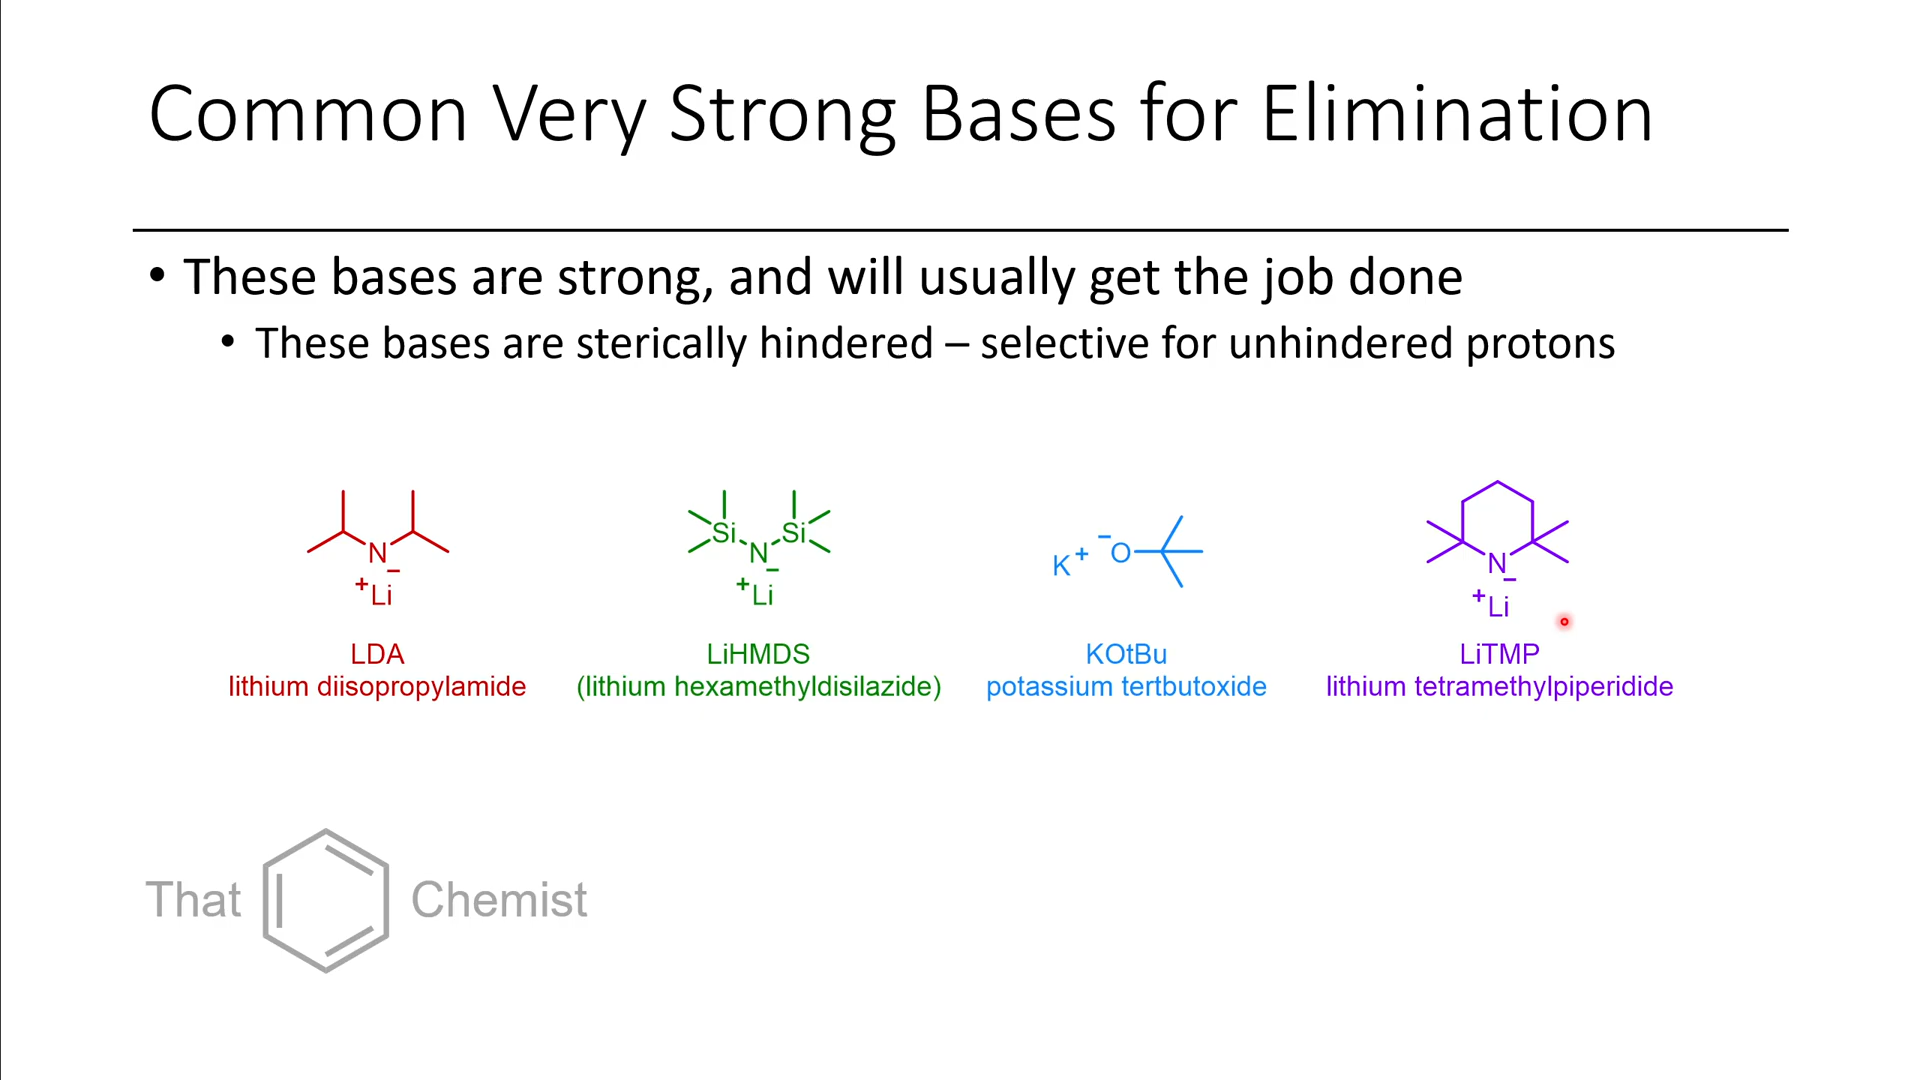 Common Very Strong Bases for Elimination
• These bases are strong, and will usually get the job done
• These bases are sterically hindered – selective for unhindered protons
Si Si
N
−
+Li
N
−
+Li
K+ −O
N
−
+Li
LDA
lithium diisopropylamide
LiHMDS
(lithium hexamethyldisilazide)
KOtBu
potassium tertbutoxide
LiTMP
lithium tetramethylpiperidide
That Chemist